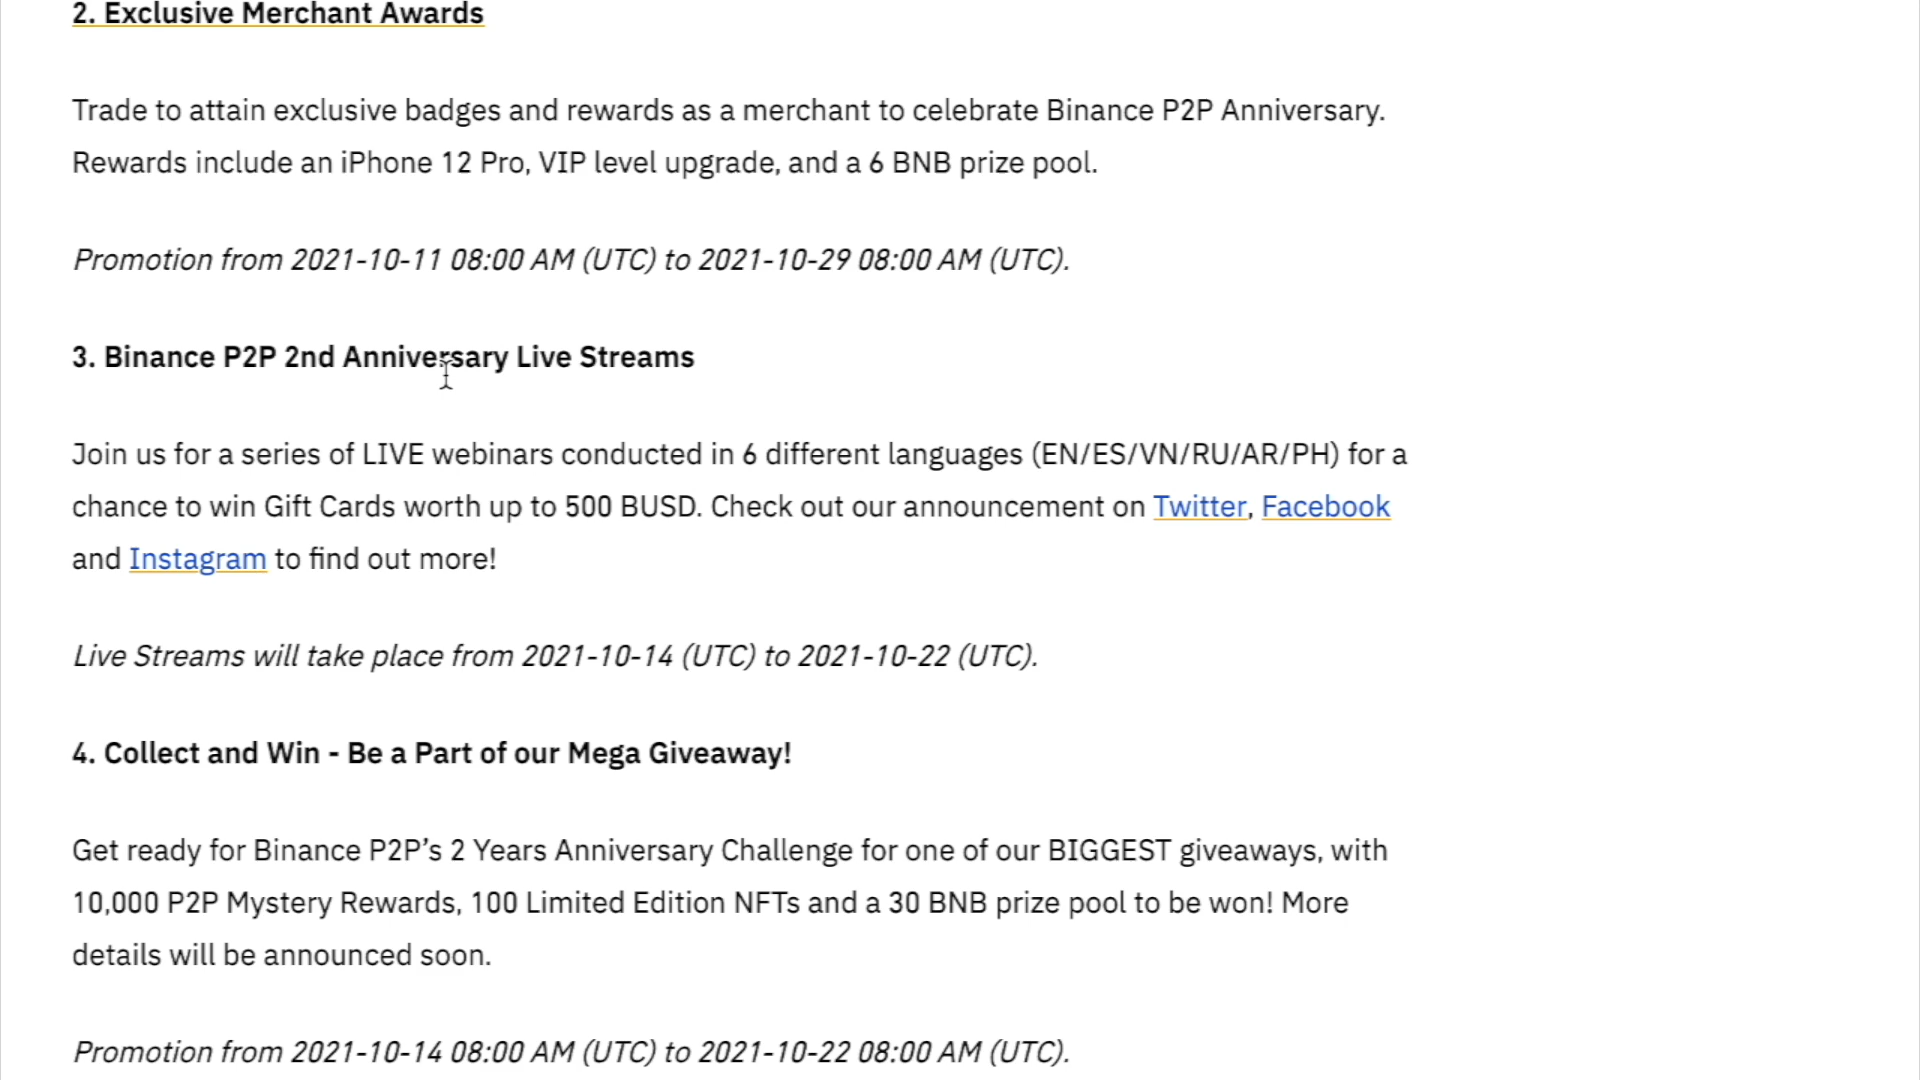 2. Exclusive Merchant Awards
Trade to attain exclusive badges and rewards as a merchant to celebrate Binance P2P Anniversary.
Rewards include an iPhone 12 Pro, VIP level upgrade, and a 6 BNB prize pool.
Promotion from 2021-10-11 08:00 AM (UTC) to 2021-10-29 08:00 AM (UTC).
3. Binance P2P 2nd Anniversary Live Streams
Join us for a series of LIVE webinars conducted in 6 different languages (EN/ES/VN/RU/AR/PH) for a
chance to win Gift Cards worth up to 500 BUSD. Check out our announcement on Twitter, Facebook
and Instagram to find out more!
Live Streams will take place from 2021-10-14 (UTC) to 2021-10-22 (UTC).
4. Collect and Win - Be a Part of our Mega Giveaway!
Get ready for Binance P2P’s 2 Years Anniversary Challenge for one of our BIGGEST giveaways, with
10,000 P2P Mystery Rewards, 100 Limited Edition NFTs and a 30 BNB prize pool to be won! More
details will be announced soon.
Promotion from 2021-10-14 08:00 AM (UTC) to 2021-10-22 08:00 AM (UTC).